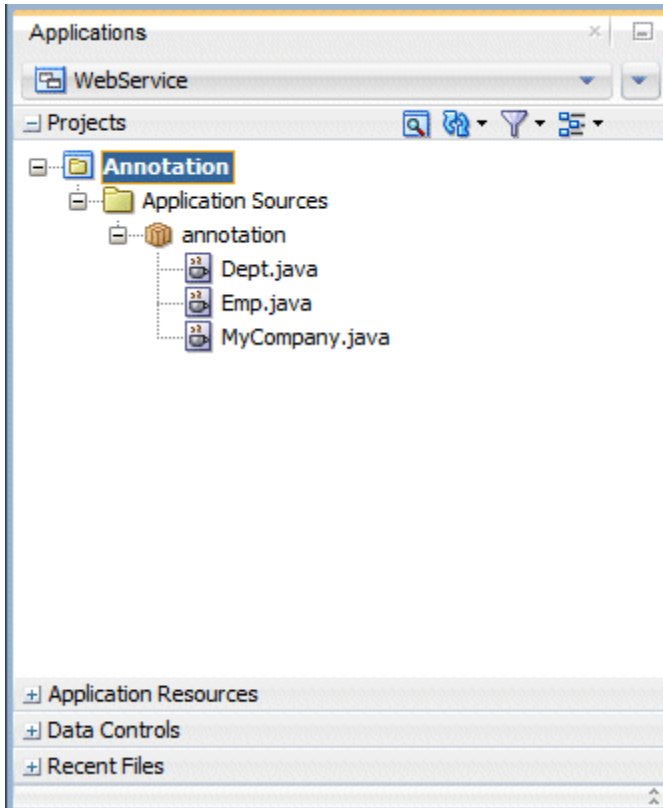 Applications
WebService
Projects
Annotation
Application Sources
annotation
Dept.java
Emp.java
MyCompany.java
Application Resources
Data Controls
Recent Files